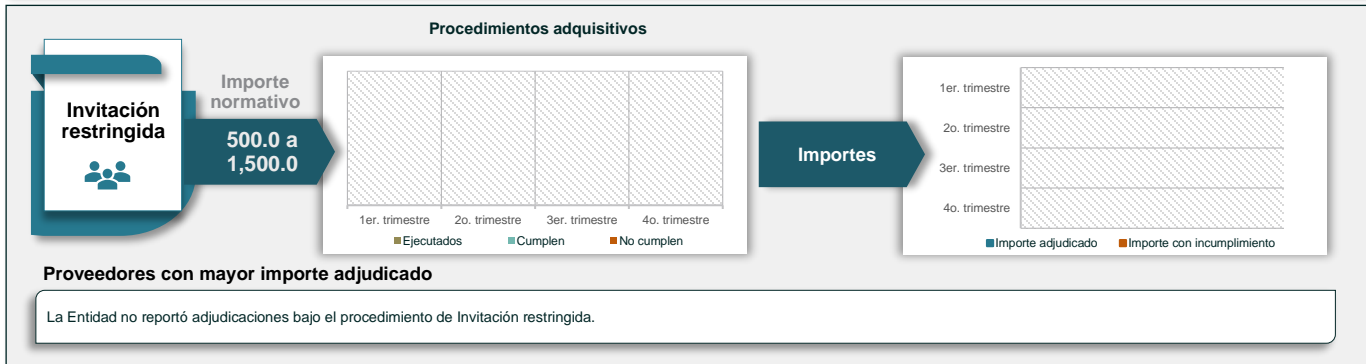 Procedimientos adquisitivos
Invitación
restringida
Importe
normativo
500.0 a
1,500.0
1er. trimestre
2o. trimestre
3er. trimestre
4o. trimestre
Ejecutados
Cumplen
No cumplen
Importes
1er. trimestre
2o. trimestre
3er. trimestre
4o. trimestre
Importe adjudicado
Importe con incumplimiento
Proveedores con mayor importe adjudicado
La Entidad no reportó adjudicaciones bajo el procedimiento de Invitación restringida.